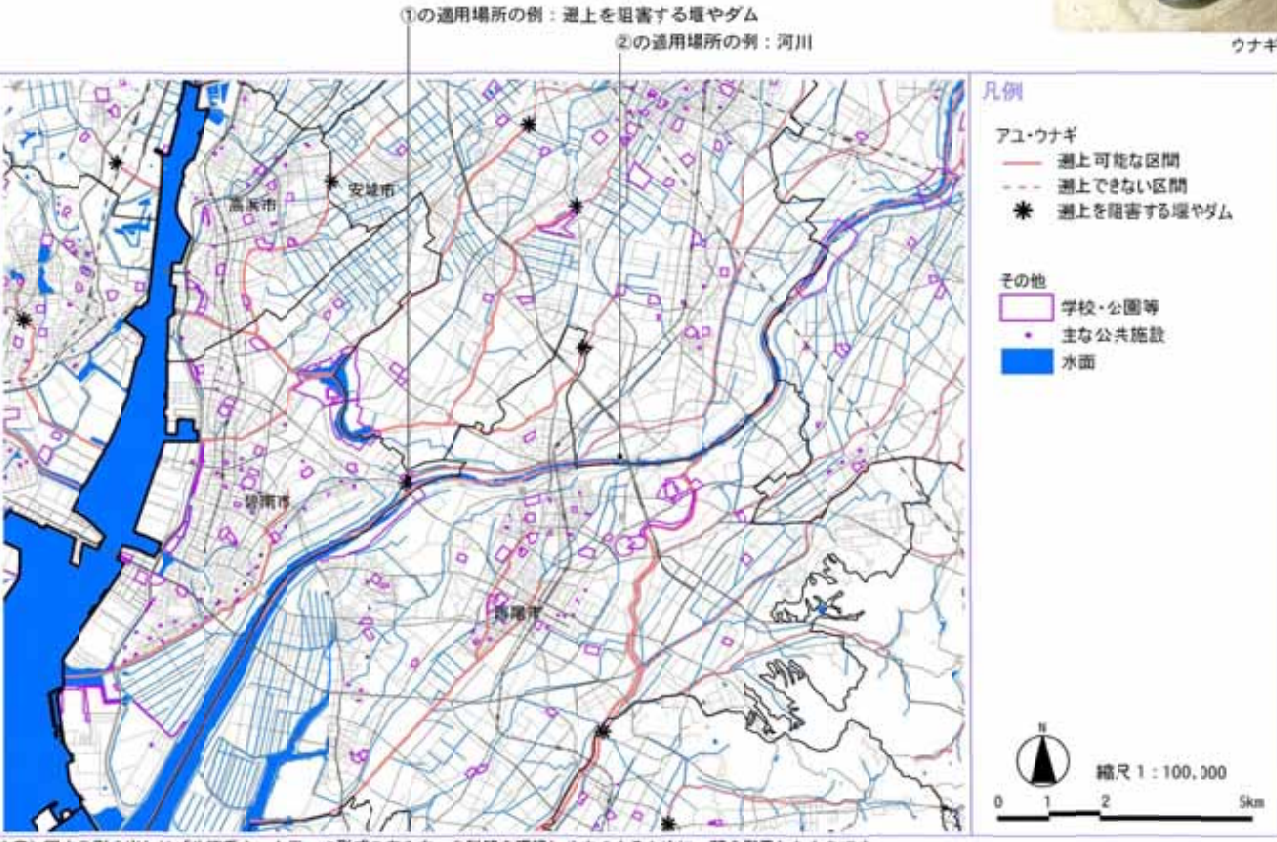 ①の適用場所の例：遡上を阻害する堰やダム
②の適用場所の例：河川
ウナギ
凡例
アユ・ウナギ
遡上可能な区間
遡上できない区間
遡上を阻害する堰やダム
その他
学校・公園等
主な公共施設
水面
安城市
高浜市
碧南市
西尾市
N
縮尺 1：100,000
0 1 2 5km